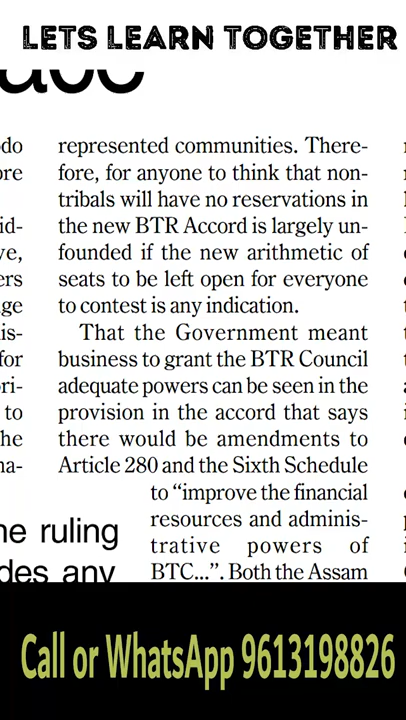 LETS LEARN TOGETHER
represented communities. There-
fore, for anyone to think that non-
tribals will have no reservations in
the new BTR Accord is largely un-
founded if the new arithmetic of
seats to be left open for everyone
to contest is any indication.
That the Government meant
business to grant the BTR Council
adequate powers can be seen in the
provision in the accord that says
there would be amendments to
Article 280 and the Sixth Schedule
to “improve the financial
resources and adminis-
trative powers of
BTC...”. Both the Assam
ruling
any
Call or WhatsApp 9613198826